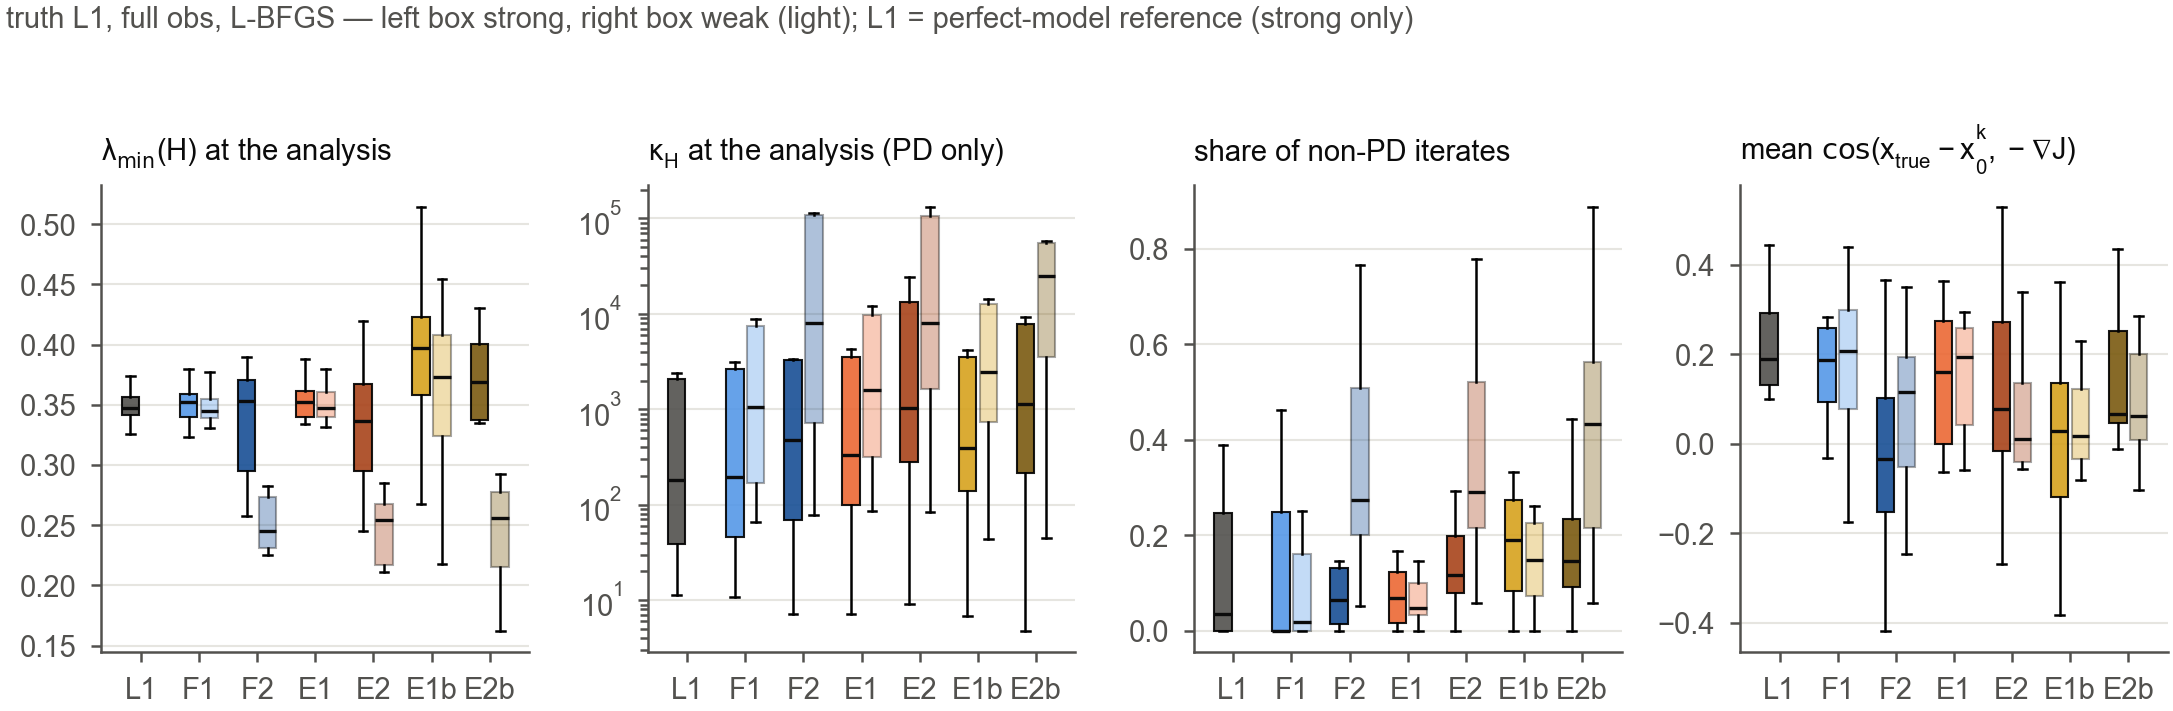 truth L1, full obs, L-BFGS — left box strong, right box weak (light); L1 = perfect-model reference (strong only)
λmin(H) at the analysis
0.50
0.45
0.40
0.35
0.30
0.25
0.20
0.15
L1 F1 F2 E1 E2 E1b E2b
κH at the analysis (PD only)
10^5
10^4
10^3
10^2
10^1
L1 F1 F2 E1 E2 E1b E2b
share of non-PD iterates
0.8
0.6
0.4
0.2
0.0
L1 F1 F2 E1 E2 E1b E2b
mean cos(x_true − x_0^k, − ∇J)
0.4
0.2
0.0
−0.2
−0.4
L1 F1 F2 E1 E2 E1b E2b